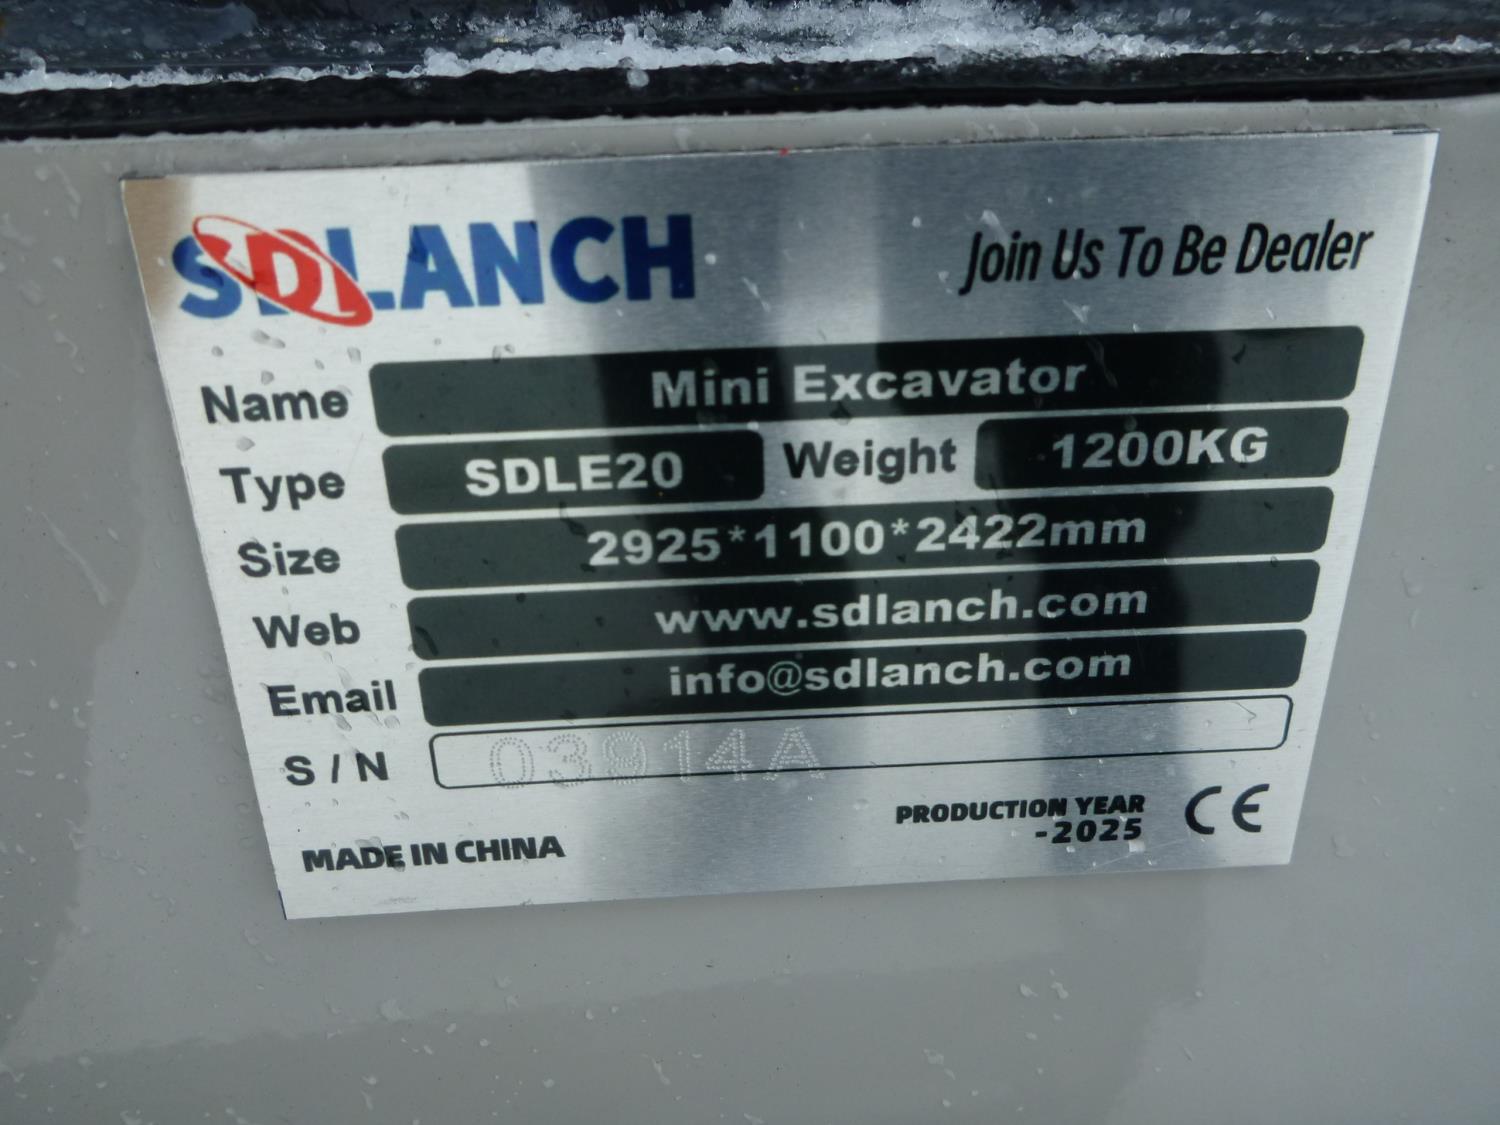 SDLANCH
Join Us To Be Dealer
Name Mini Excavator
Type SDLE20 Weight 1200KG
Size 2925*1100*2422mm
Web www.sdlanch.com
Email info@sdlanch.com
S/N 03914A
MADE IN CHINA
PRODUCTION YEAR
-2025
CE